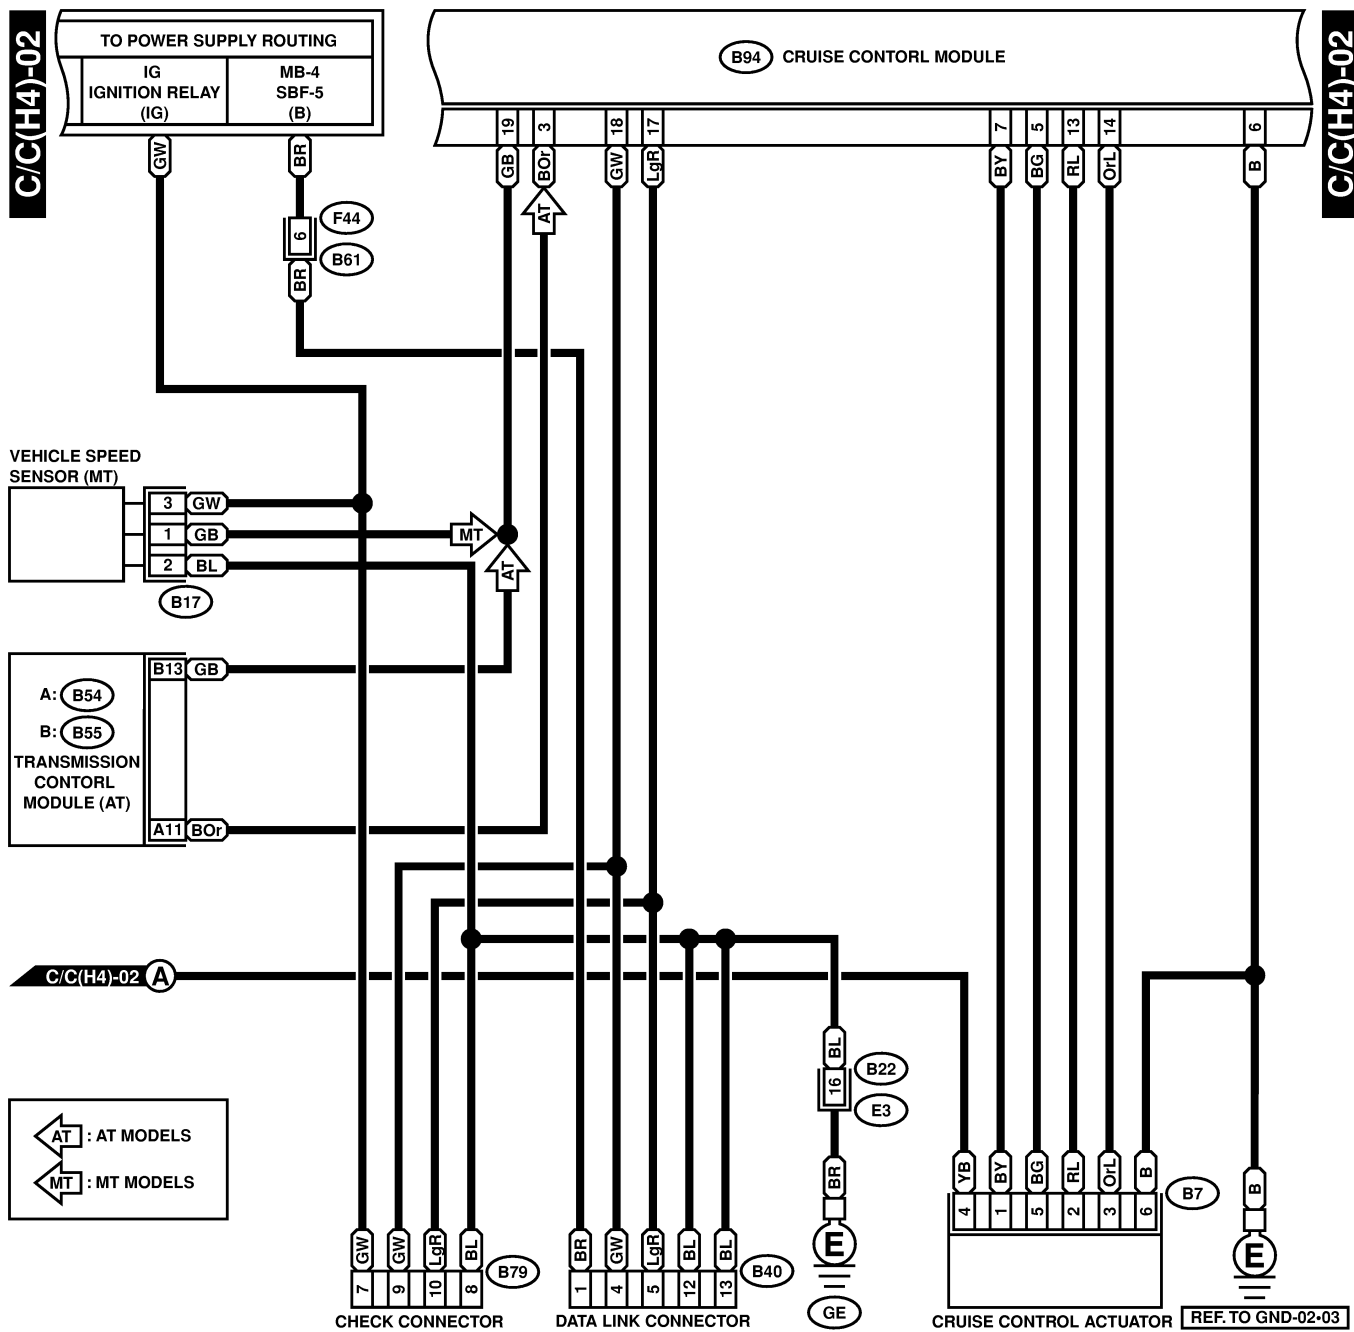 C/C(H4)-02
TO POWER SUPPLY ROUTING
IG
IGNITION RELAY
(IG)
MB-4
SBF-5
(B)
B94 CRUISE CONTORL MODULE
C/C(H4)-02
19 3 18 17 7 5 13 14 6
GW BR GB BOr GW LgR BY BG RL OrL B
AT
6
F44
B61
BR
VEHICLE SPEED
SENSOR (MT)
3 GW
1 GB
MT
2 BL
AT
B17
B13 GB
A: B54
B: B55
TRANSMISSION
CONTORL
MODULE (AT)
A11 BOr
C/C(H4)-02 A
BL
16
B22
E3
BR
E
GE
AT : AT MODELS
MT : MT MODELS
YB BY BG RL OrL B
4 1 5 2 3 6
B7
B
E
GW GW LgR BL
7 9 10 8
B79
CHECK CONNECTOR
BR GW LgR BL BL
1 4 5 12 13
B40
DATA LINK CONNECTOR
CRUISE CONTROL ACTUATOR
REF. TO GND-02•03